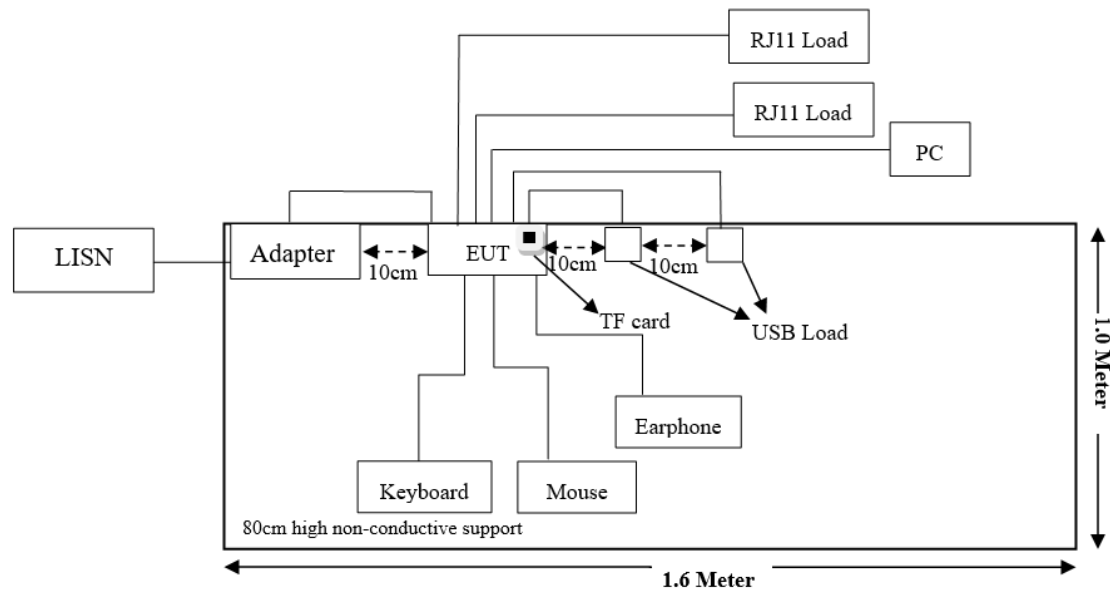 RJ11 Load
RJ11 Load
PC
LISN
Adapter
10cm
EUT
10cm
10cm
TF card
USB Load
1.0 Meter
Earphone
Keyboard
Mouse
80cm high non-conductive support
1.6 Meter